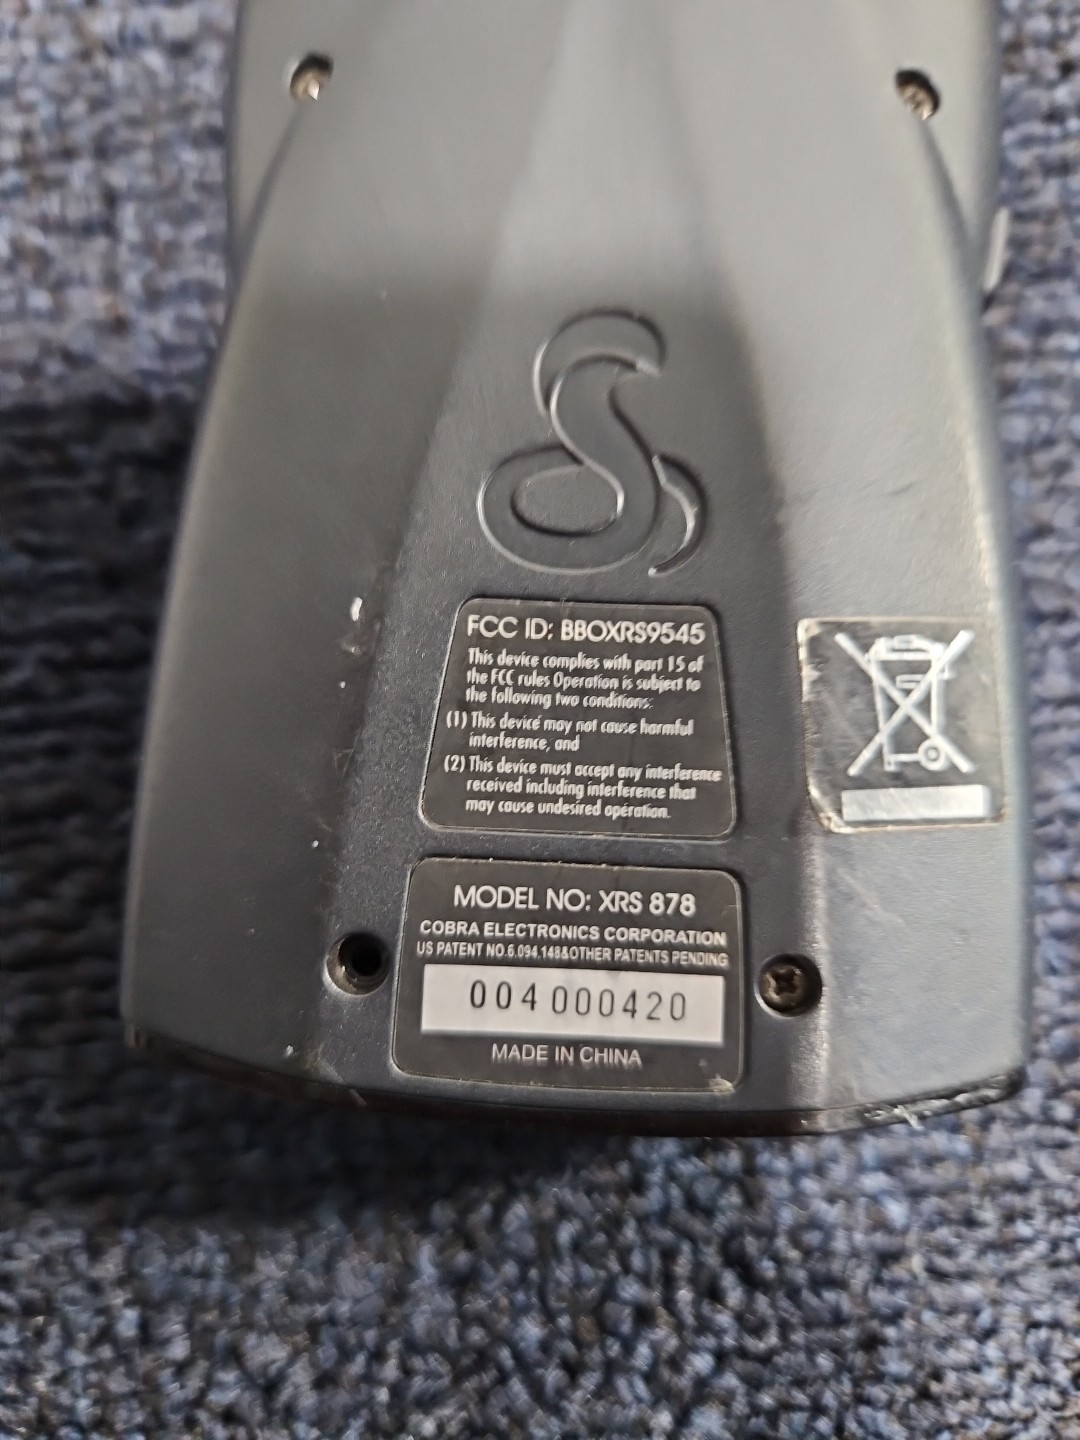 FCC ID: BBOXRS9545
This device complies with part 15 of
the FCC rules Operation is subject to
the following two conditions:
(1) This device may not cause harmful
interference, and
(2) This device must accept any interference
received including interference that
may cause undesired operation.
MODEL NO: XRS 878
COBRA ELECTRONICS CORPORATION
US PATENT NO.6.094.148&OTHER PATENTS PENDING
004 000420
MADE IN CHINA